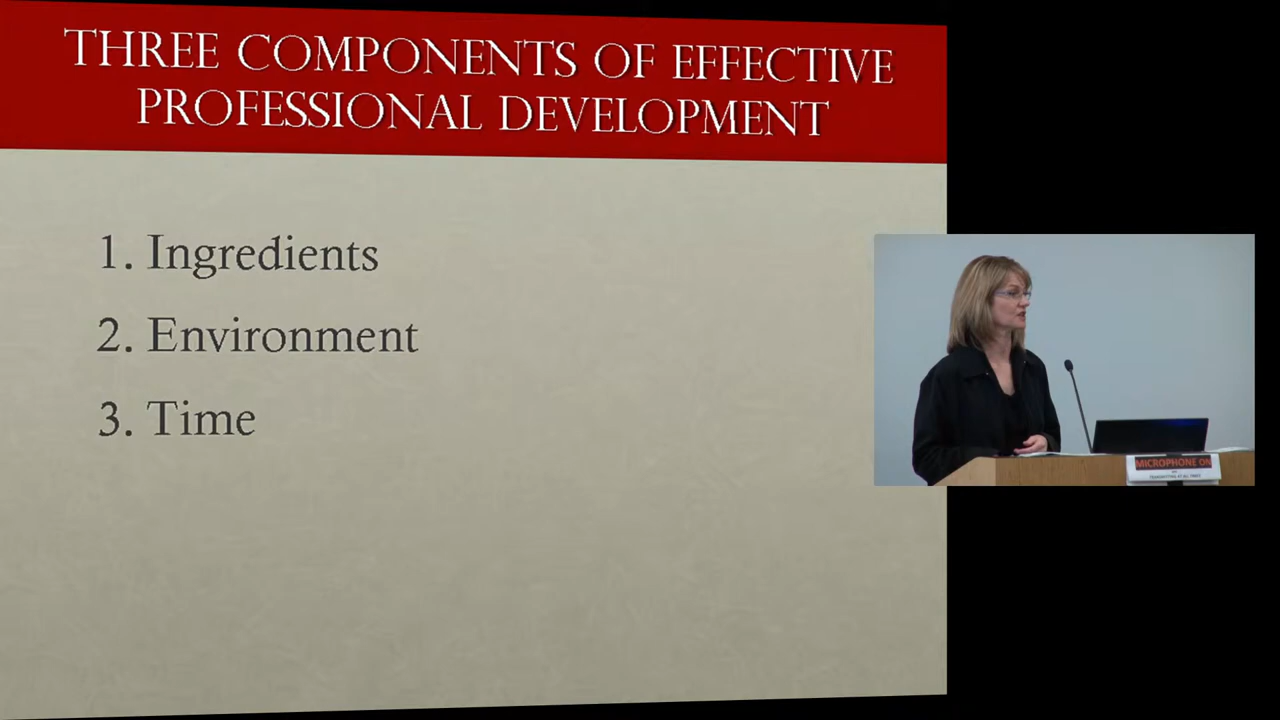 THREE COMPONENTS OF EFFECTIVE
PROFESSIONAL DEVELOPMENT
1. Ingredients
2. Environment
3. Time
MICROPHONE ON